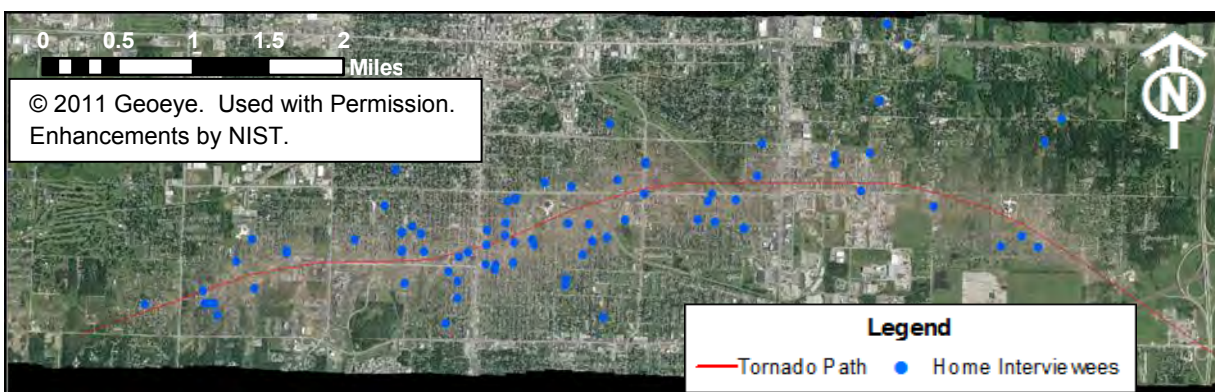 0 0.5 1 1.5 2
Miles
© 2011 Geoeye. Used with Permission.
Enhancements by NIST.
N
Legend
Tornado Path Home Interviewees